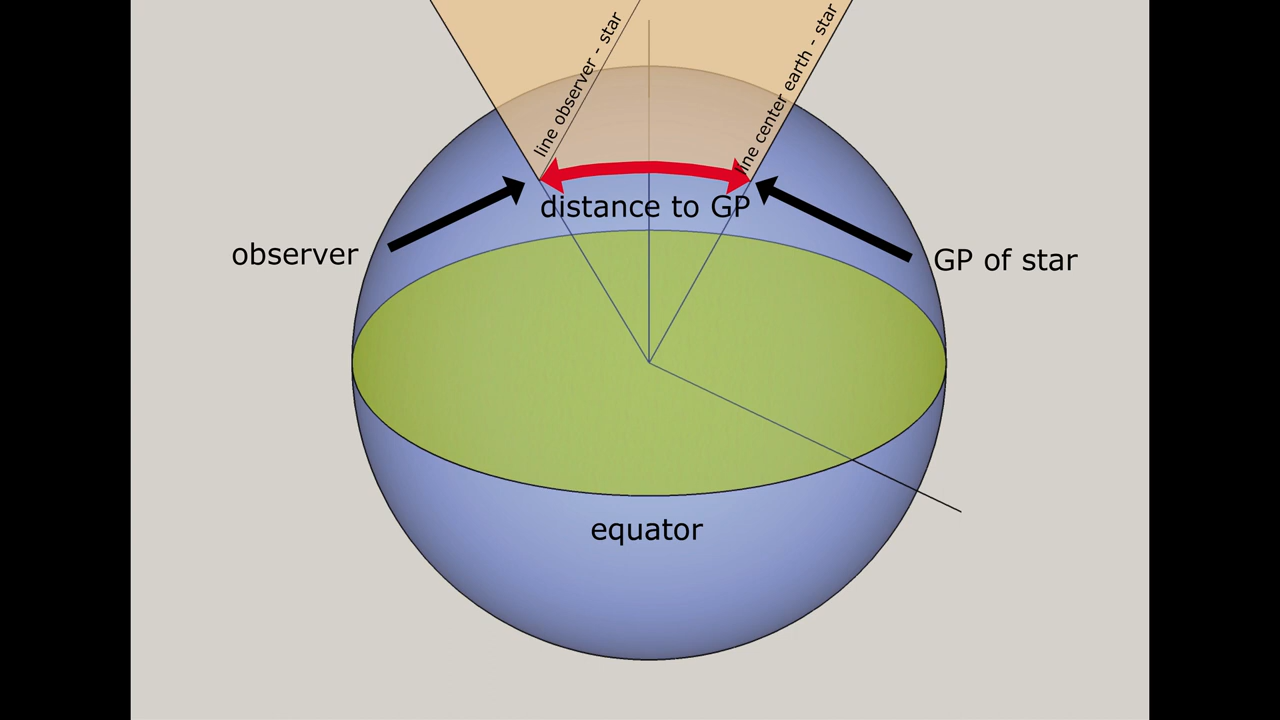 line observer - star
line center earth - star
distance to GP
observer
GP of star
equator